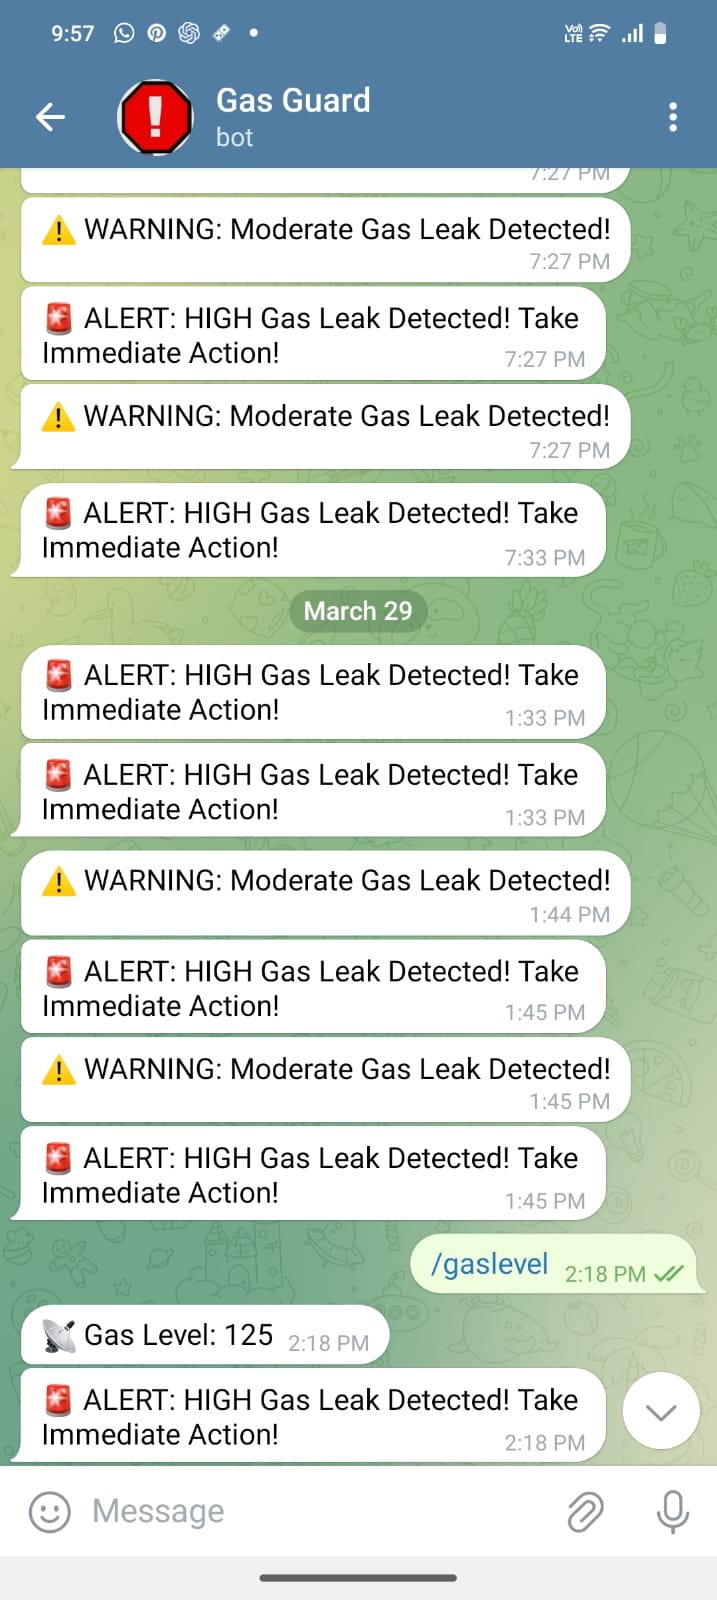 9:57
Vo)
LTE
Gas Guard
bot
7:27 PM
WARNING: Moderate Gas Leak Detected!
7:27 PM
ALERT: HIGH Gas Leak Detected! Take
Immediate Action!
7:27 PM
WARNING: Moderate Gas Leak Detected!
7:27 PM
ALERT: HIGH Gas Leak Detected! Take
Immediate Action!
7:33 PM
March 29
ALERT: HIGH Gas Leak Detected! Take
Immediate Action!
1:33 PM
ALERT: HIGH Gas Leak Detected! Take
Immediate Action!
1:33 PM
WARNING: Moderate Gas Leak Detected!
1:44 PM
ALERT: HIGH Gas Leak Detected! Take
Immediate Action!
1:45 PM
WARNING: Moderate Gas Leak Detected!
1:45 PM
ALERT: HIGH Gas Leak Detected! Take
Immediate Action!
1:45 PM
/gaslevel
2:18 PM
Gas Level: 125
2:18 PM
ALERT: HIGH Gas Leak Detected! Take
Immediate Action!
2:18 PM
Message